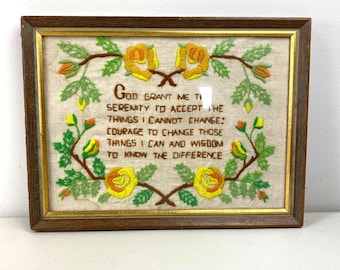 GOD GRANT ME THE
SERENITY TO ACCEPT THE
THINGS I CANNOT CHANGE;
COURAGE TO CHANGE THOSE
THINGS I CAN AND WISDOM
TO KNOW THE DIFFERENCE